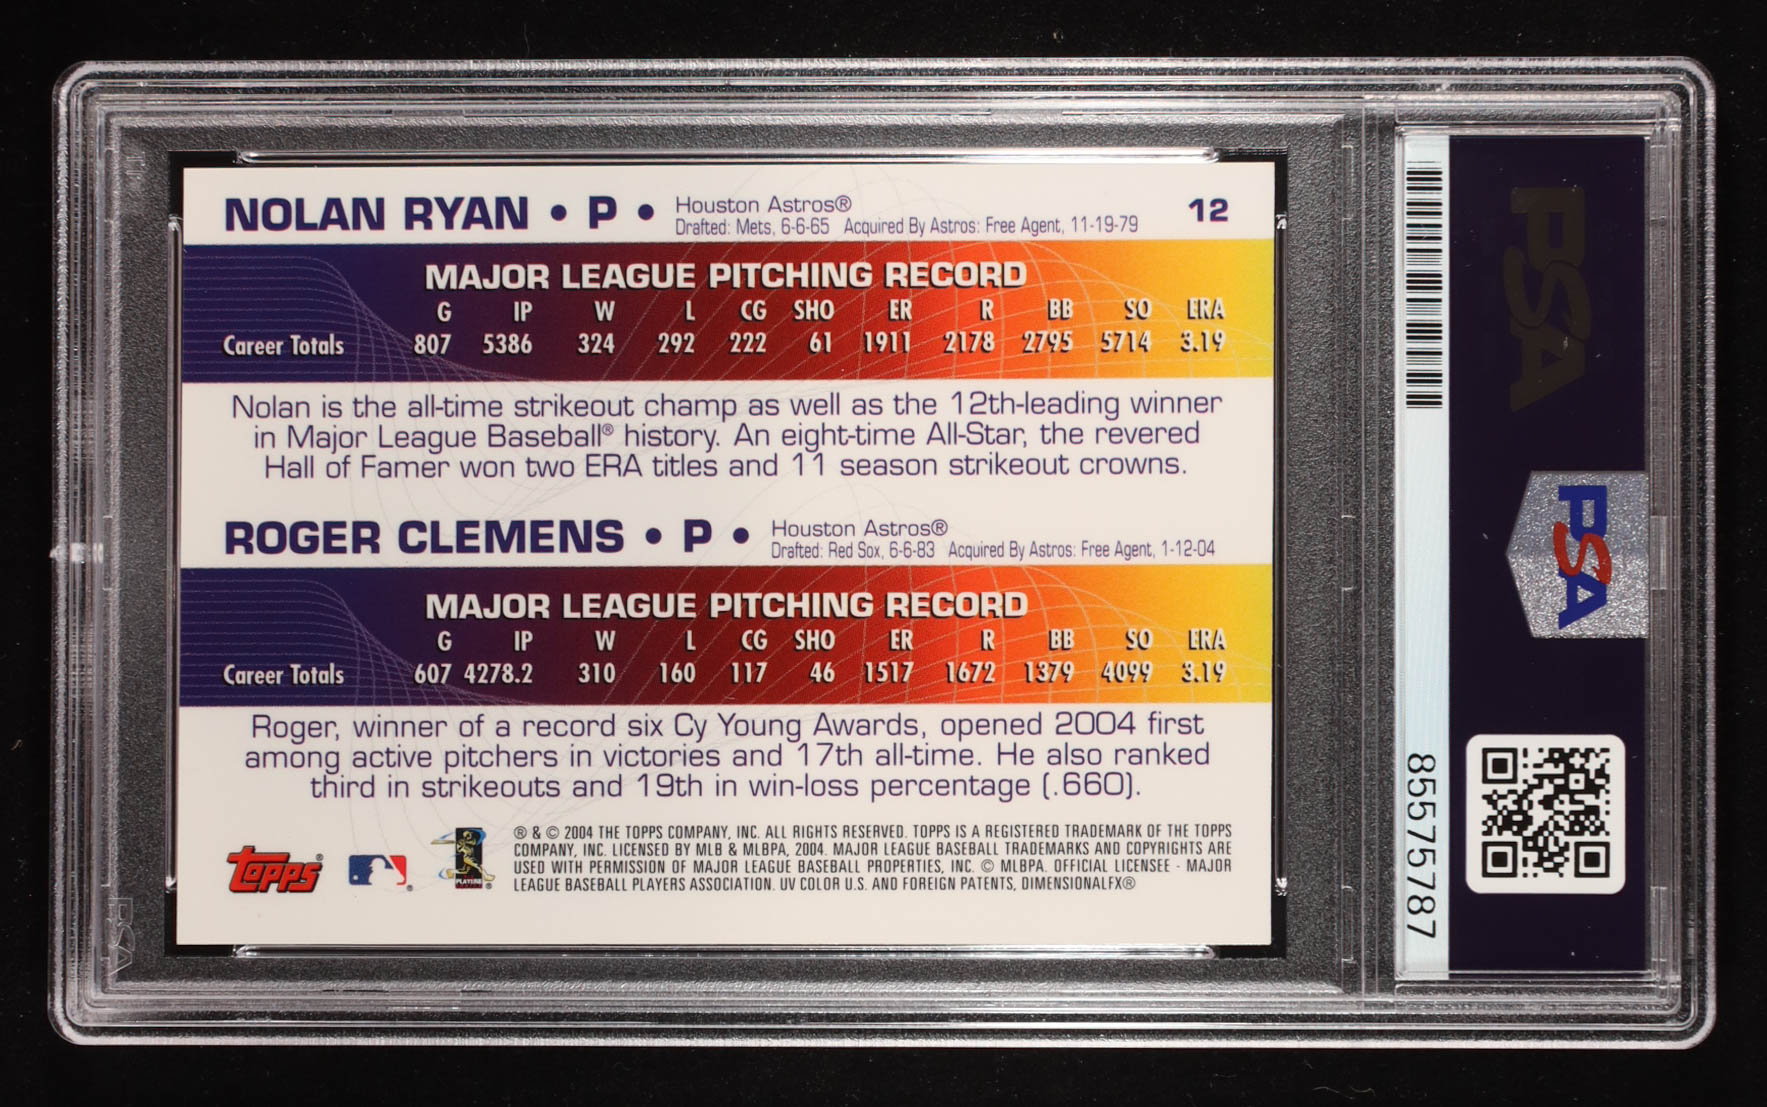 NOLAN RYAN • P • Houston Astros® 12
Drafted: Mets, 6-6-65 Acquired By Astros: Free Agent, 11-19-79
MAJOR LEAGUE PITCHING RECORD
G IP W L CG SHO ER R BB SO ERA
Career Totals 807 5386 324 292 222 61 1911 2178 2795 5714 3.19
Nolan is the all-time strikeout champ as well as the 12th-leading winner
in Major League Baseball® history. An eight-time All-Star, the revered
Hall of Famer won two ERA titles and 11 season strikeout crowns.
ROGER CLEMENS • P • Houston Astros®
Drafted: Red Sox, 6-6-83 Acquired By Astros: Free Agent, 1-12-04
MAJOR LEAGUE PITCHING RECORD
G IP W L CG SHO ER R BB SO ERA
Career Totals 607 4278.2 310 160 117 46 1517 1672 1379 4099 3.19
Roger, winner of a record six Cy Young Awards, opened 2004 first
among active pitchers in victories and 17th all-time. He also ranked
third in strikeouts and 19th in win-loss percentage (.660).
® & © 2004 THE TOPPS COMPANY, INC. ALL RIGHTS RESERVED. TOPPS IS A REGISTERED TRADEMARK OF THE TOPPS
COMPANY, INC. LICENSED BY MLB & MLBPA, 2004. MAJOR LEAGUE BASEBALL TRADEMARKS AND COPYRIGHTS ARE
USED WITH PERMISSION OF MAJOR LEAGUE BASEBALL PROPERTIES, INC. © MLBPA. OFFICIAL LICENSEE - MAJOR
LEAGUE BASEBALL PLAYERS ASSOCIATION. UV COLOR U.S. AND FOREIGN PATENTS, DIMENSIONALFX®
topps®
PLAYERS
PSA
PSA
PSA
85575787